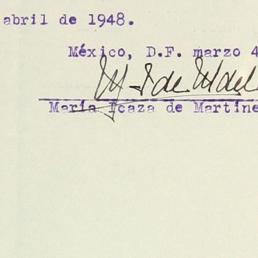 abril de 1948.
México, D.F. marzo 4
María Icaza de Martíne